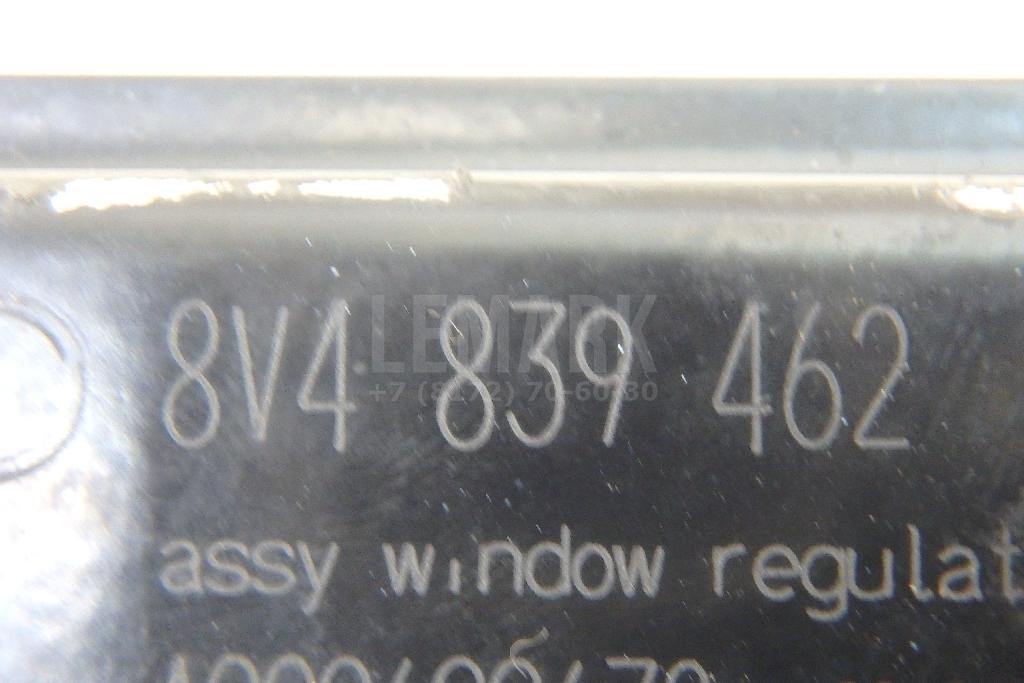 8V4 839 462
LEMARK
+7 (8172) 70-60-80
assy window regulat